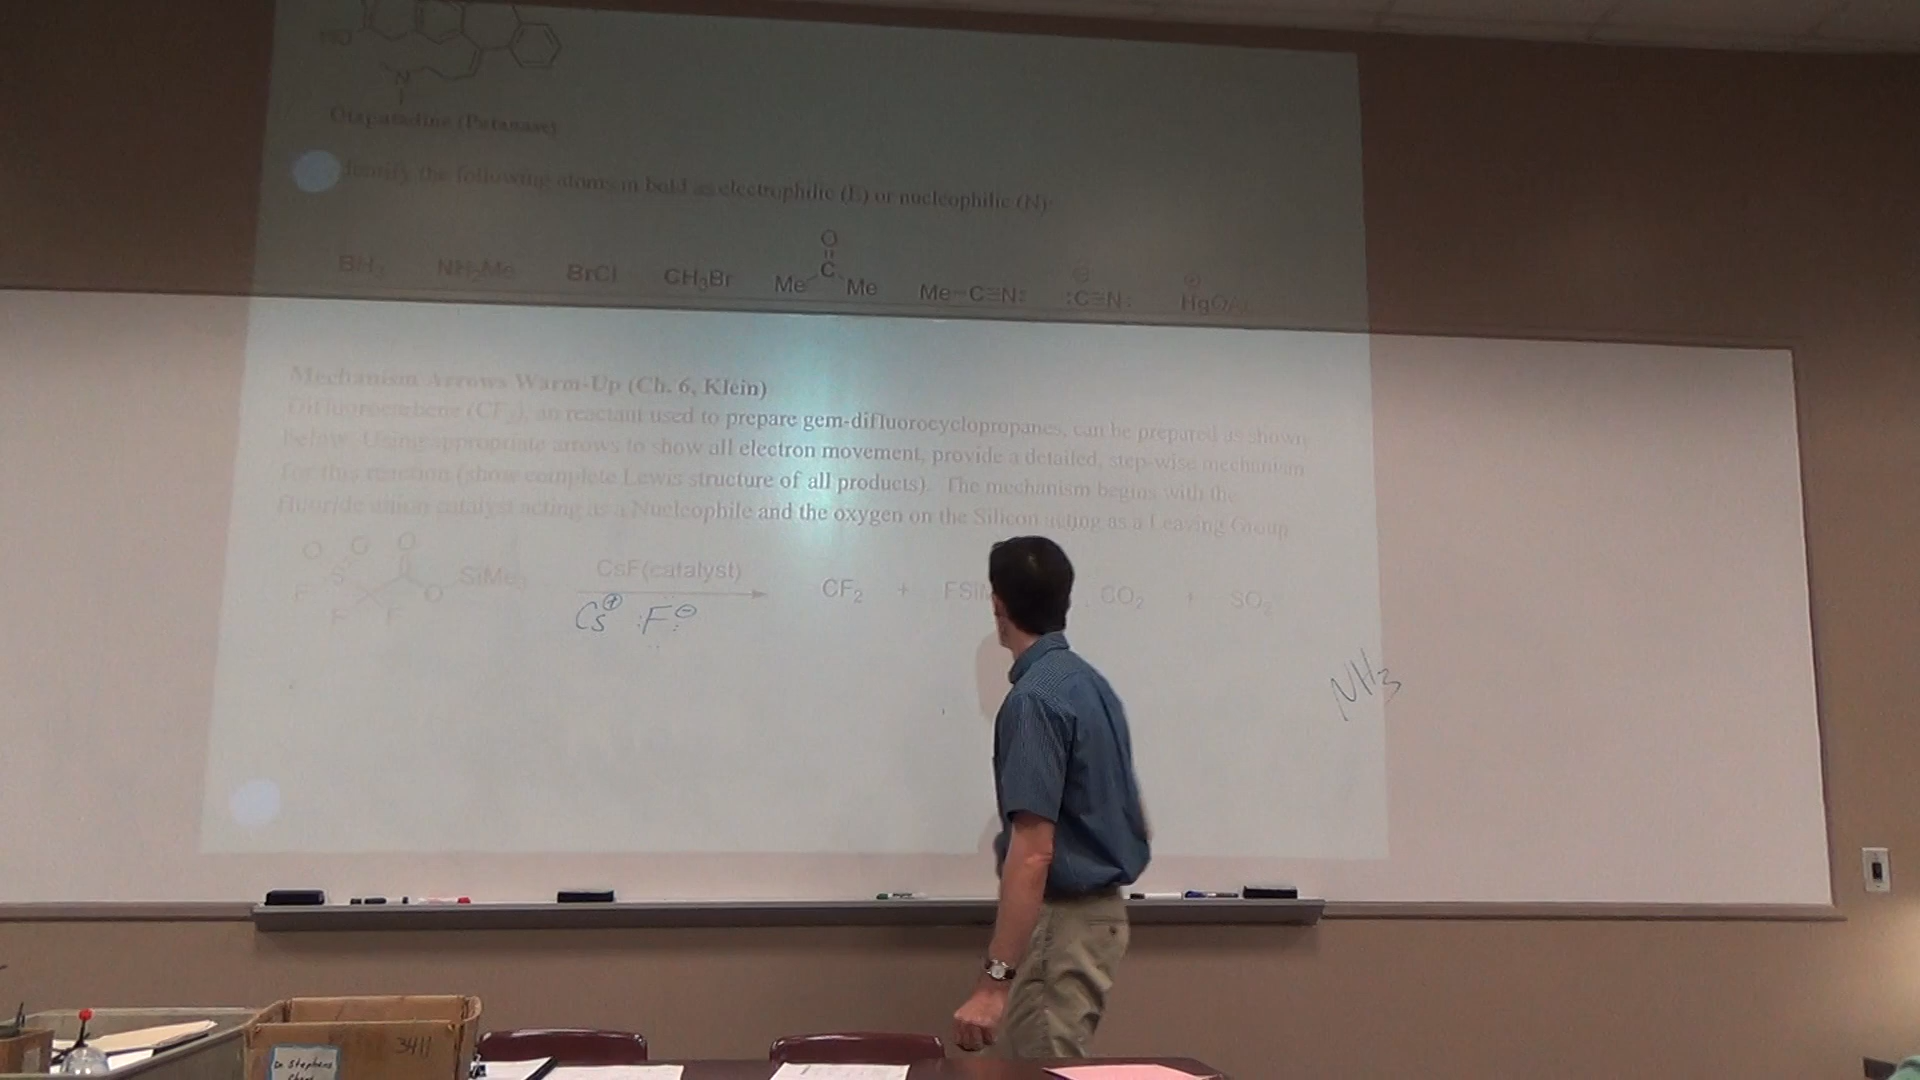 HO
N
Olapatadine (Patanase)
Identify the following atoms in bold as electrophilic (E) or nucleophilic (N):
O
BH3 NH2Me BrCl CH3Br Me C Me Me-C≡N: :C≡N: HgOAc
⊖ ⊕
Mechanism Arrows Warm-Up (Ch. 6, Klein)
Difluorocarbene (CF2), an reactant used to prepare gem-difluorocyclopropanes, can be prepared as shown
below. Using appropriate arrows to show all electron movement, provide a detailed, step-wise mechanism
for this reaction (show complete Lewis structure of all products). The mechanism begins with the
Fluoride anion catalyst acting as a Nucleophile and the oxygen on the Silicon acting as a Leaving Group
O O O
F S O SiMe3 CsF(catalyst) CF2 + CO2 + SO2
F F
Cs⊕ :F⊖
NH3
3411
Dr Stephens
Chem